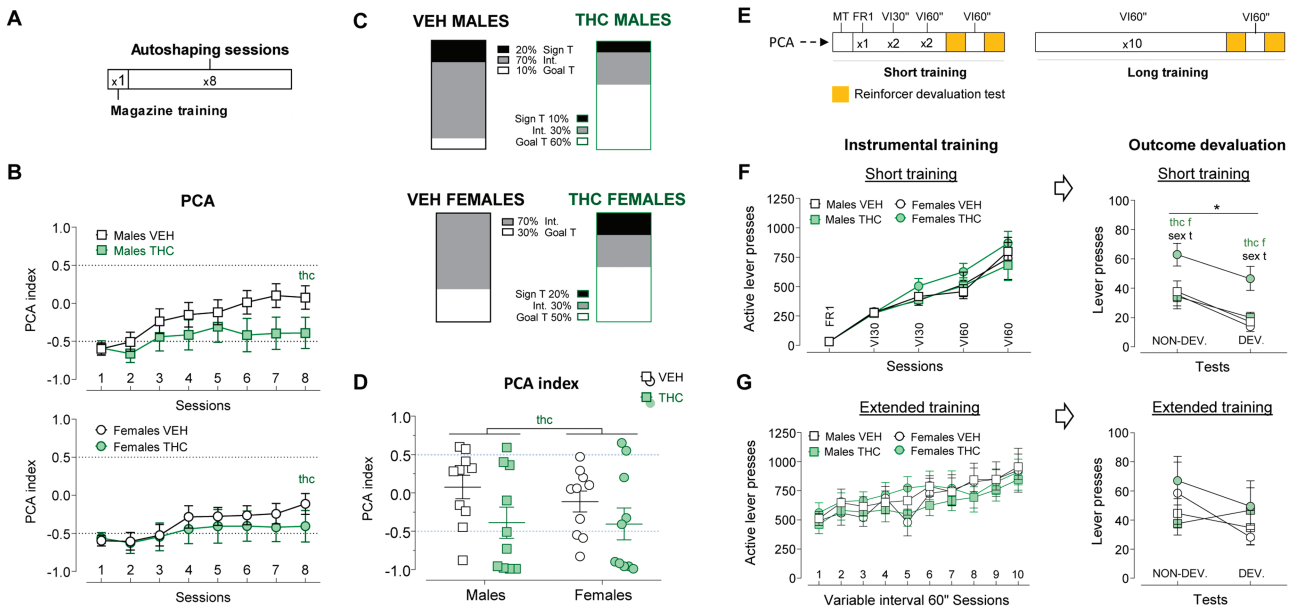 A
Autoshaping sessions
x1
x8
Magazine training
B
PCA
Males VEH
Males THC
thc
PCA index
1.0
0.5
0.0
-0.5
-1.0
1 2 3 4 5 6 7 8
Sessions
Females VEH
Females THC
thc
PCA index
1.0
0.5
0.0
-0.5
-1.0
1 2 3 4 5 6 7 8
Sessions
C
VEH MALES
THC MALES
20% Sign T
70% Int.
10% Goal T
Sign T 10%
Int. 30%
Goal T 60%
VEH FEMALES
THC FEMALES
70% Int.
30% Goal T
Sign T 20%
Int. 30%
Goal T 50%
D
PCA index
VEH
THC
thc
PCA index
1.0
0.5
0.0
-0.5
-1.0
Males
Females
E
MT FR1 VI30" VI60" VI60"
PCA
x1 x2 x2
Short training
VI60" VI60"
x10
Long training
Reinforcer devaluation test
Instrumental training
Outcome devaluation
F
Short training
Males VEH
Females VEH
Males THC
Females THC
Active lever presses
1250
1000
750
500
250
0
FR1
VI30
VI30
VI60
VI60
Short training
*
thc f
sex t
thc f
sex t
Lever presses
100
80
60
40
20
0
NON-DEV.
DEV.
Tests
G
Extended training
Males VEH
Females VEH
Males THC
Females THC
Active lever presses
1250
1000
750
500
250
0
1 2 3 4 5 6 7 8 9 10
Variable interval 60" Sessions
Extended training
Lever presses
100
80
60
40
20
0
NON-DEV.
DEV.
Tests